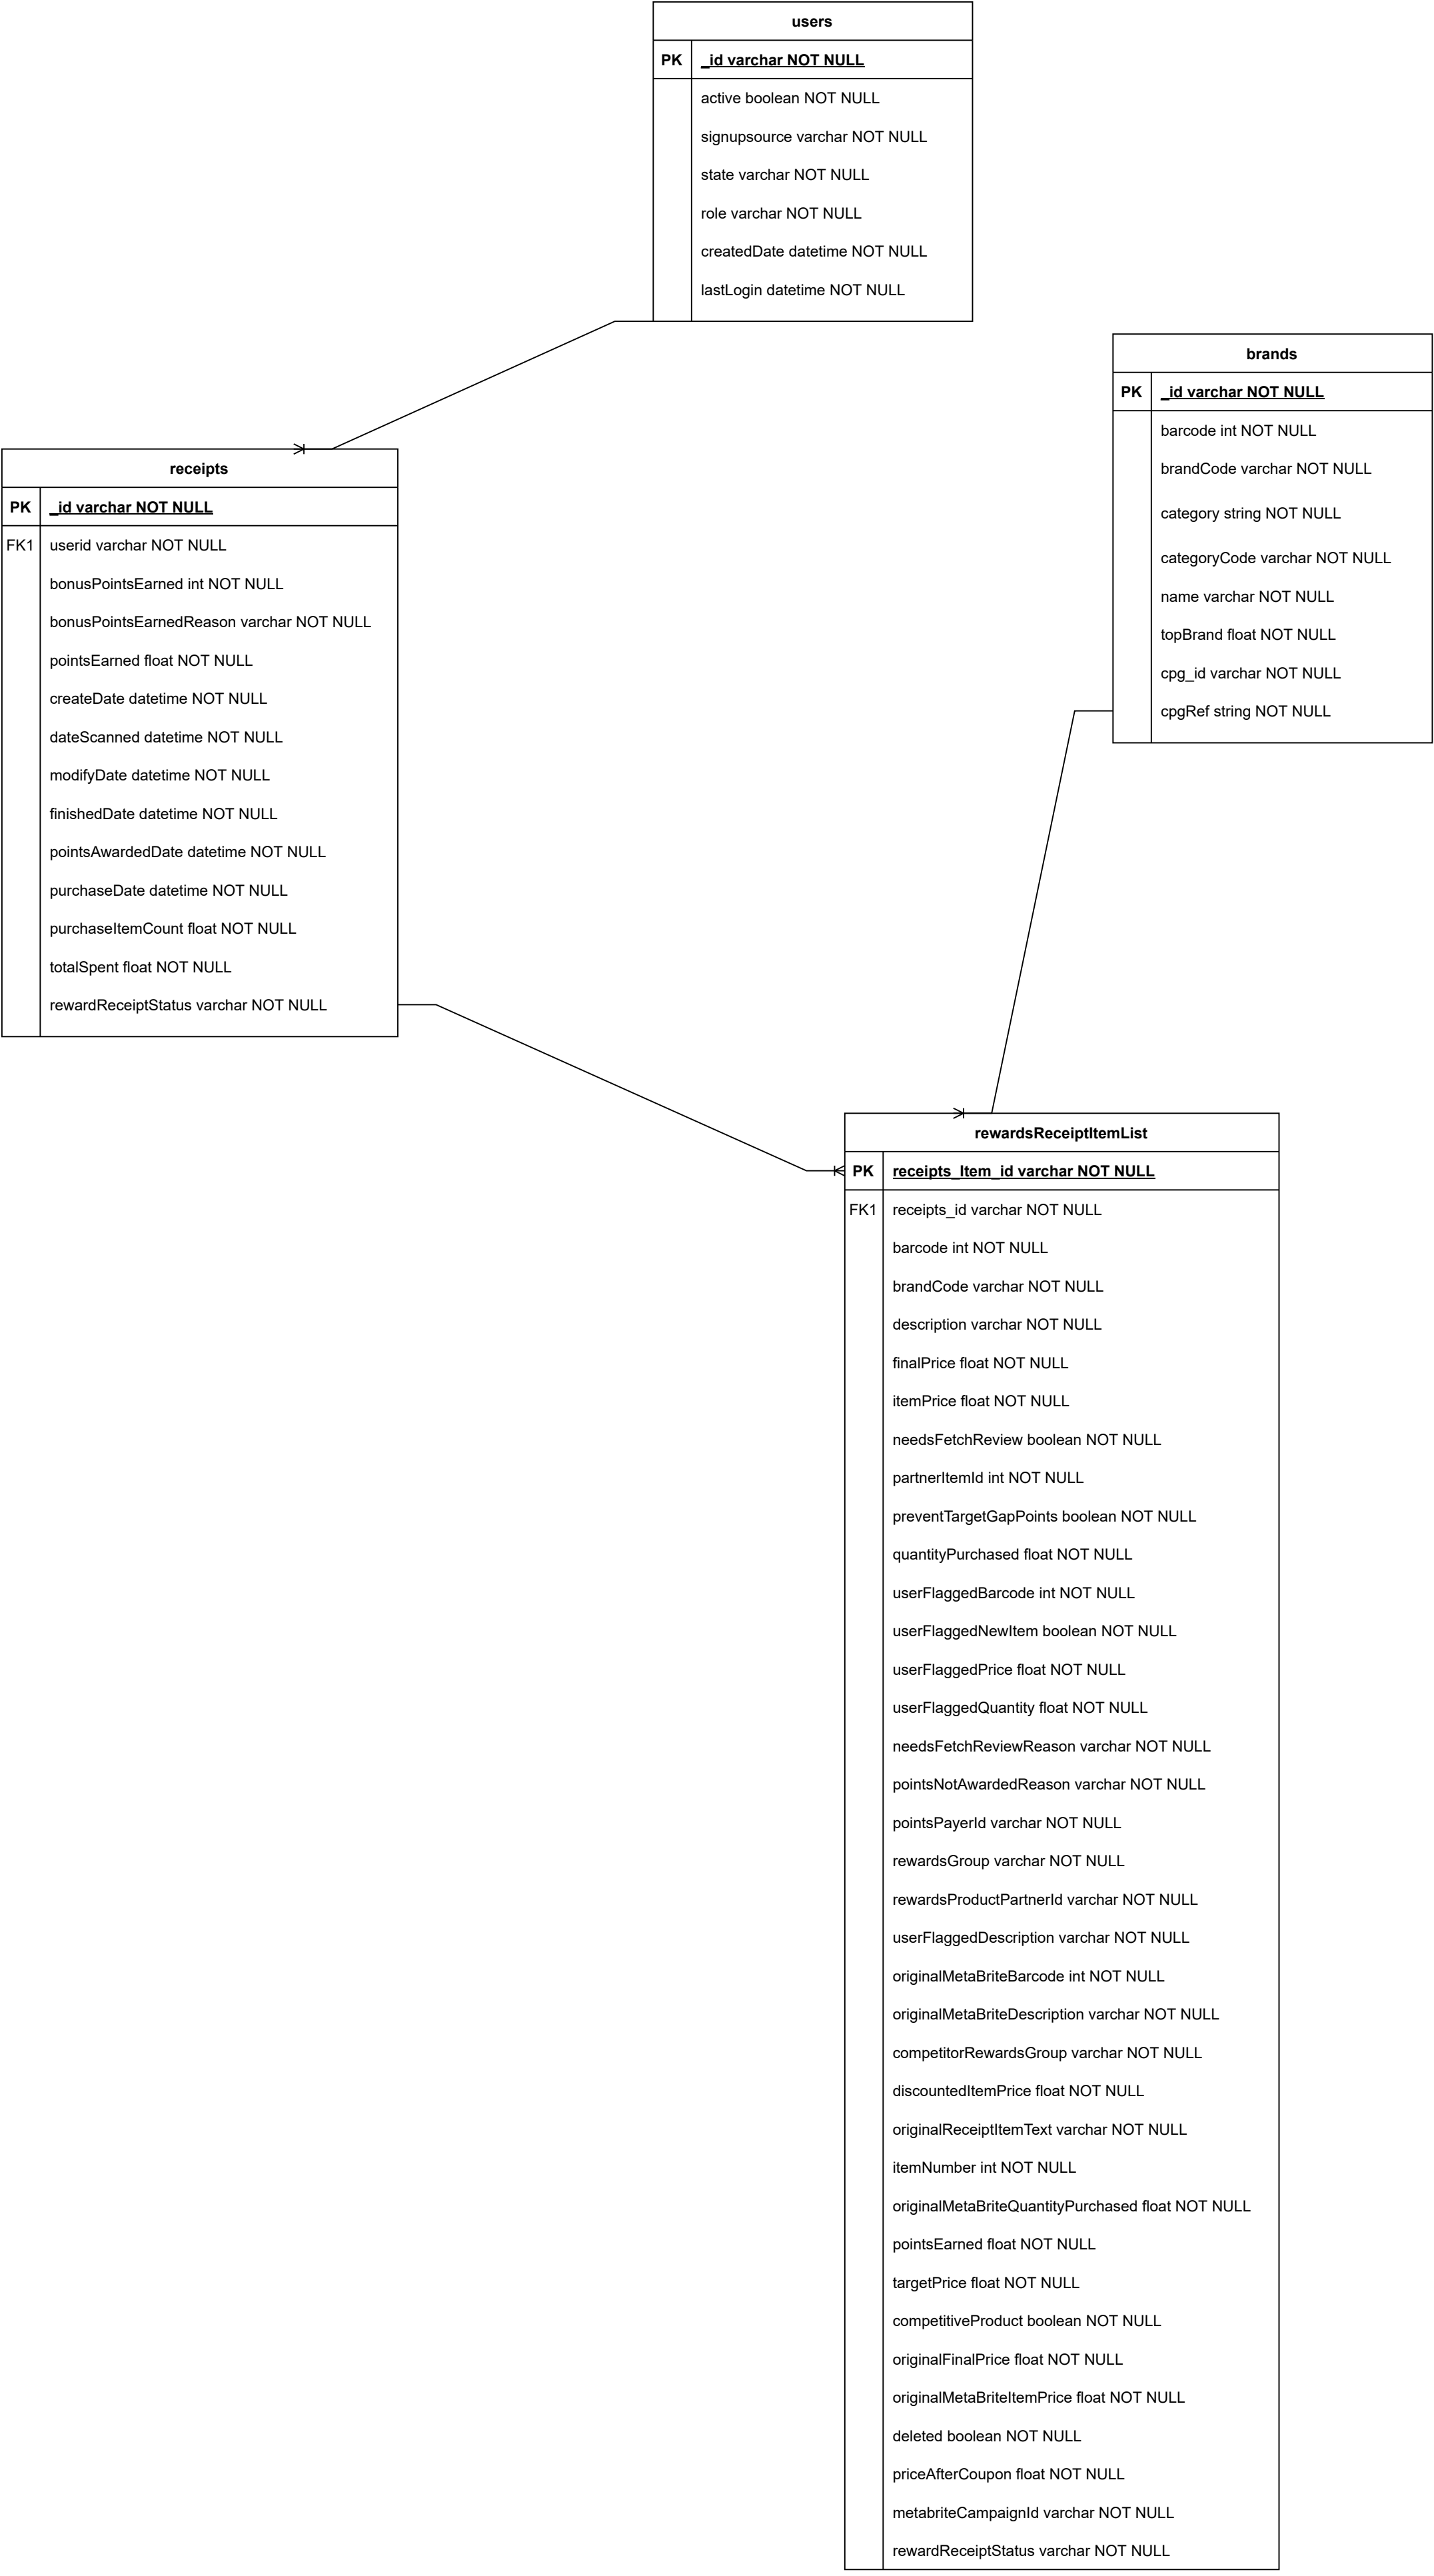 users
PK _id varchar NOT NULL
active boolean NOT NULL
signupsource varchar NOT NULL
state varchar NOT NULL
role varchar NOT NULL
createdDate datetime NOT NULL
lastLogin datetime NOT NULL
brands
PK _id varchar NOT NULL
barcode int NOT NULL
brandCode varchar NOT NULL
category string NOT NULL
categoryCode varchar NOT NULL
name varchar NOT NULL
topBrand float NOT NULL
cpg_id varchar NOT NULL
cpgRef string NOT NULL
receipts
PK _id varchar NOT NULL
FK1 userid varchar NOT NULL
bonusPointsEarned int NOT NULL
bonusPointsEarnedReason varchar NOT NULL
pointsEarned float NOT NULL
createDate datetime NOT NULL
dateScanned datetime NOT NULL
modifyDate datetime NOT NULL
finishedDate datetime NOT NULL
pointsAwardedDate datetime NOT NULL
purchaseDate datetime NOT NULL
purchaseItemCount float NOT NULL
totalSpent float NOT NULL
rewardReceiptStatus varchar NOT NULL
rewardsReceiptItemList
PK receipts_Item_id varchar NOT NULL
FK1 receipts_id varchar NOT NULL
barcode int NOT NULL
brandCode varchar NOT NULL
description varchar NOT NULL
finalPrice float NOT NULL
itemPrice float NOT NULL
needsFetchReview boolean NOT NULL
partnerItemId int NOT NULL
preventTargetGapPoints boolean NOT NULL
quantityPurchased float NOT NULL
userFlaggedBarcode int NOT NULL
userFlaggedNewItem boolean NOT NULL
userFlaggedPrice float NOT NULL
userFlaggedQuantity float NOT NULL
needsFetchReviewReason varchar NOT NULL
pointsNotAwardedReason varchar NOT NULL
pointsPayerId varchar NOT NULL
rewardsGroup varchar NOT NULL
rewardsProductPartnerId varchar NOT NULL
userFlaggedDescription varchar NOT NULL
originalMetaBriteBarcode int NOT NULL
originalMetaBriteDescription varchar NOT NULL
competitorRewardsGroup varchar NOT NULL
discountedItemPrice float NOT NULL
originalReceiptItemText varchar NOT NULL
itemNumber int NOT NULL
originalMetaBriteQuantityPurchased float NOT NULL
pointsEarned float NOT NULL
targetPrice float NOT NULL
competitiveProduct boolean NOT NULL
originalFinalPrice float NOT NULL
originalMetaBriteItemPrice float NOT NULL
deleted boolean NOT NULL
priceAfterCoupon float NOT NULL
metabriteCampaignId varchar NOT NULL
rewardReceiptStatus varchar NOT NULL